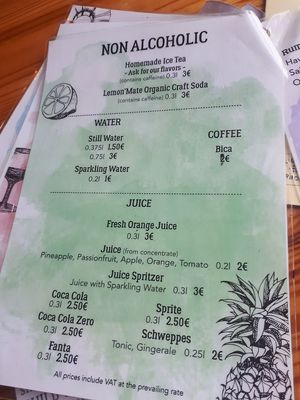 NON ALCOHOLIC
Homemade Ice Tea
- Ask for our flavors -
(contains caffeine) 0.3l 3€
Lemon'Mate Organic Craft Soda
(contains caffeine) 0.3l 3€
WATER
Still Water
0.375l 1,50€
0.75l 3€
Sparkling Water
0.2l 1€
COFFEE
Bica
2€
JUICE
Fresh Orange Juice
0.3l 3€
Juice (from concentrate)
Pineapple, Passionfruit, Apple, Orange, Tomato 0.2l 2€
Juice Spritzer
Juice with Sparkling Water 0.3l 3€
Coca Cola
0.3l 2.50€
Coca Cola Zero
0.3l 2.50€
Fanta
0.3l 2.50€
Sprite
0.3l 2.50€
Schweppes
Tonic, Gingerale 0.25l 2€
All prices include VAT at the prevailing rate
Rum
Ha
Sa